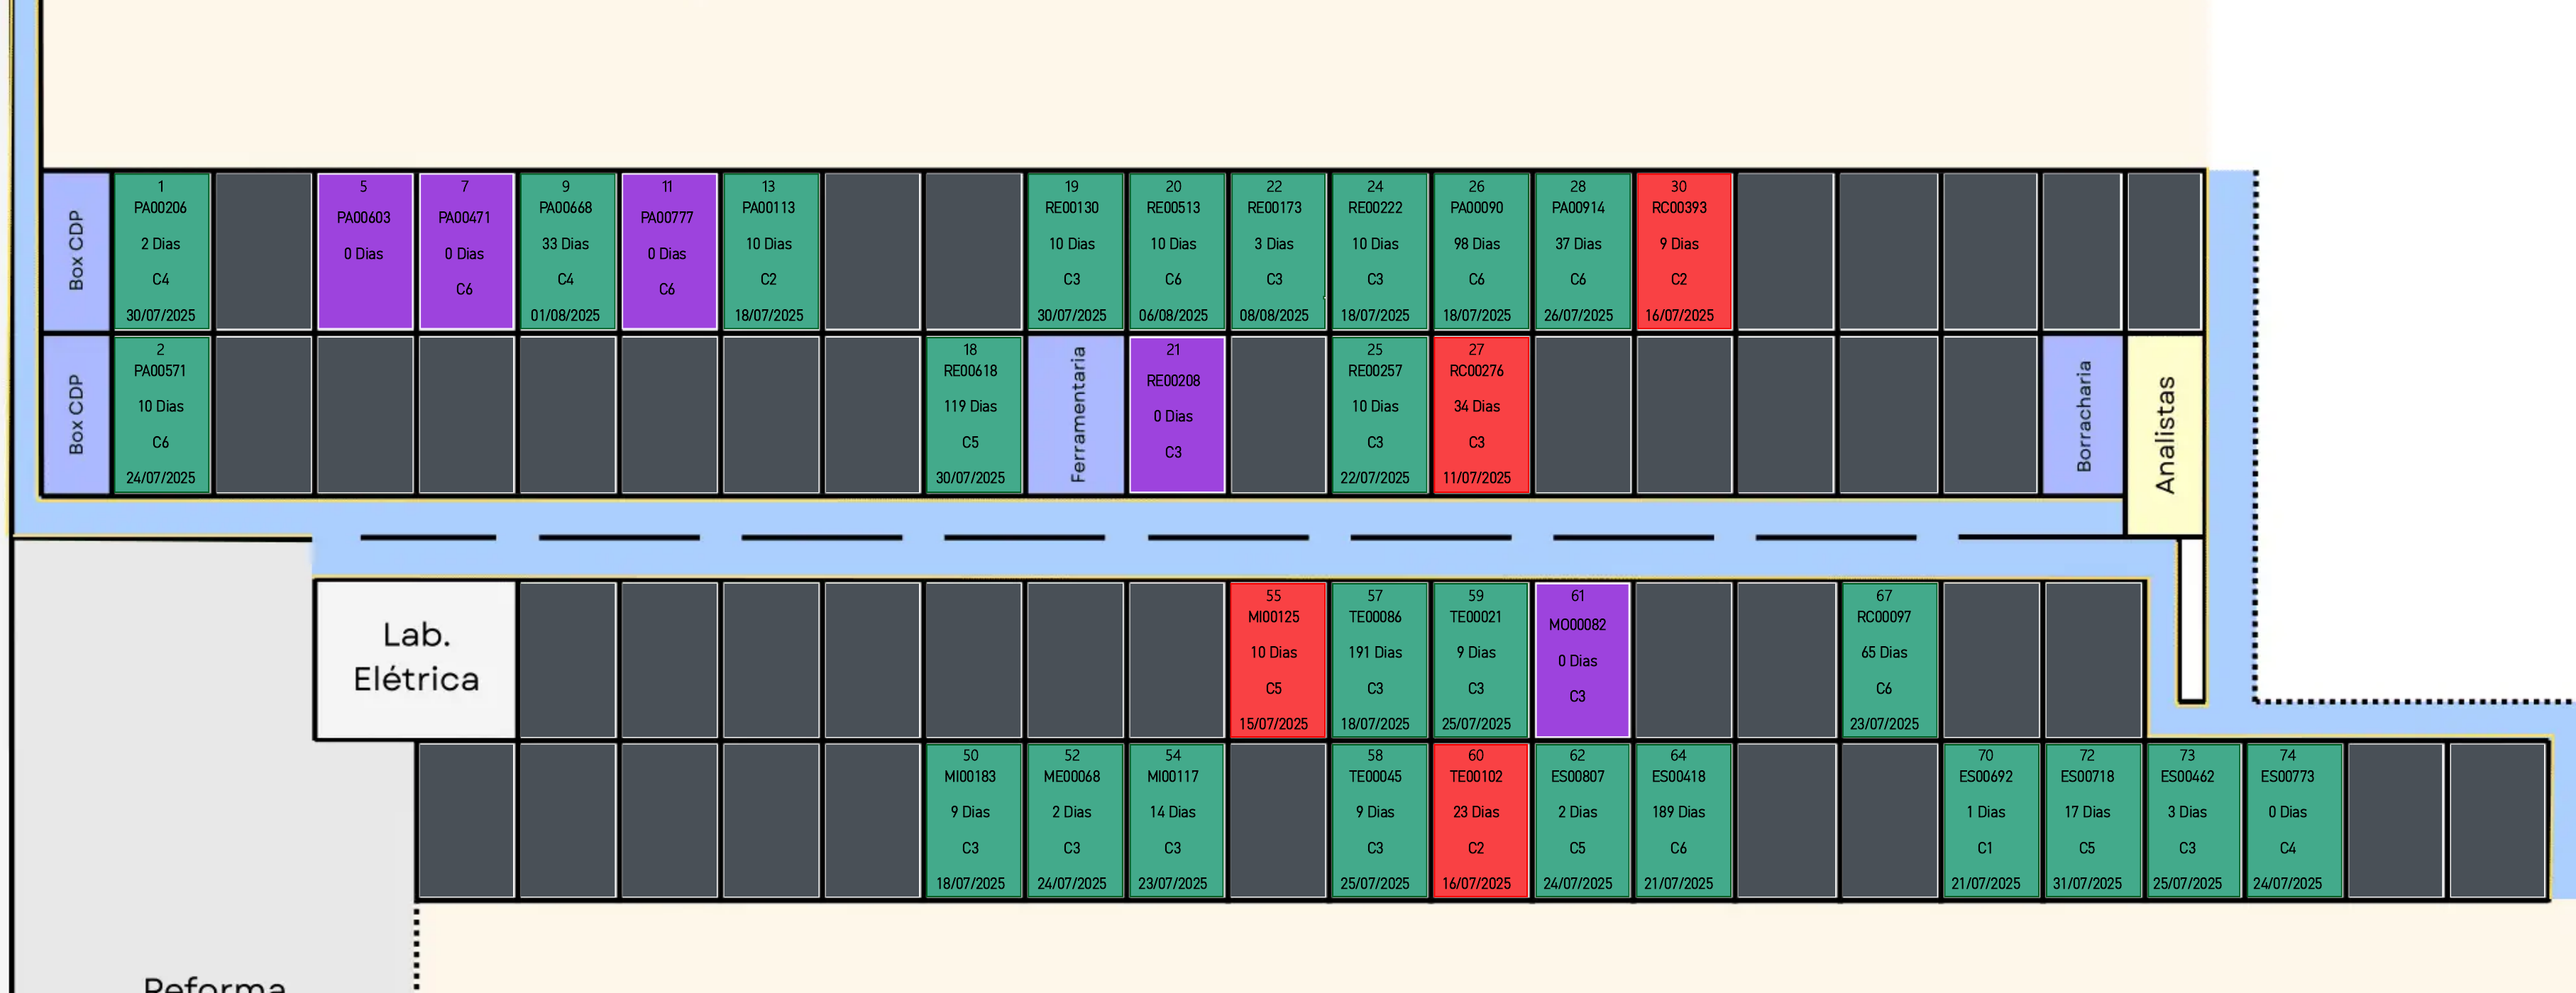 Box CDP
1
PA00206
2 Dias
C4
30/07/2025
5
PA00603
0 Dias
7
PA00471
0 Dias
C6
9
PA00668
33 Dias
C4
01/08/2025
11
PA00777
0 Dias
C6
13
PA00113
10 Dias
C2
18/07/2025
19
RE00130
10 Dias
C3
30/07/2025
20
RE00513
10 Dias
C6
06/08/2025
22
RE00173
3 Dias
C3
08/08/2025
24
RE00222
10 Dias
C3
18/07/2025
26
PA00090
98 Dias
C6
18/07/2025
28
PA00914
37 Dias
C6
26/07/2025
30
RC00393
9 Dias
C2
16/07/2025
Box CDP
2
PA00571
10 Dias
C6
24/07/2025
18
RE00618
119 Dias
C5
30/07/2025
Ferramentaria
21
RE00208
0 Dias
C3
25
RE00257
10 Dias
C3
22/07/2025
27
RC00276
34 Dias
C3
11/07/2025
Borracharia
Analistas
Lab.
Elétrica
55
MI00125
10 Dias
C5
15/07/2025
57
TE00086
191 Dias
C3
18/07/2025
59
TE00021
9 Dias
C3
25/07/2025
61
MO00082
0 Dias
C3
67
RC00097
65 Dias
C6
23/07/2025
50
MI00183
9 Dias
C3
18/07/2025
52
ME00068
2 Dias
C3
24/07/2025
54
MI00117
14 Dias
C3
23/07/2025
58
TE00045
9 Dias
C3
25/07/2025
60
TE00102
23 Dias
C2
16/07/2025
62
ES00807
2 Dias
C5
24/07/2025
64
ES00418
189 Dias
C6
21/07/2025
70
ES00692
1 Dias
C1
21/07/2025
72
ES00718
17 Dias
C5
31/07/2025
73
ES00462
3 Dias
C3
25/07/2025
74
ES00773
0 Dias
C4
24/07/2025
Reforma